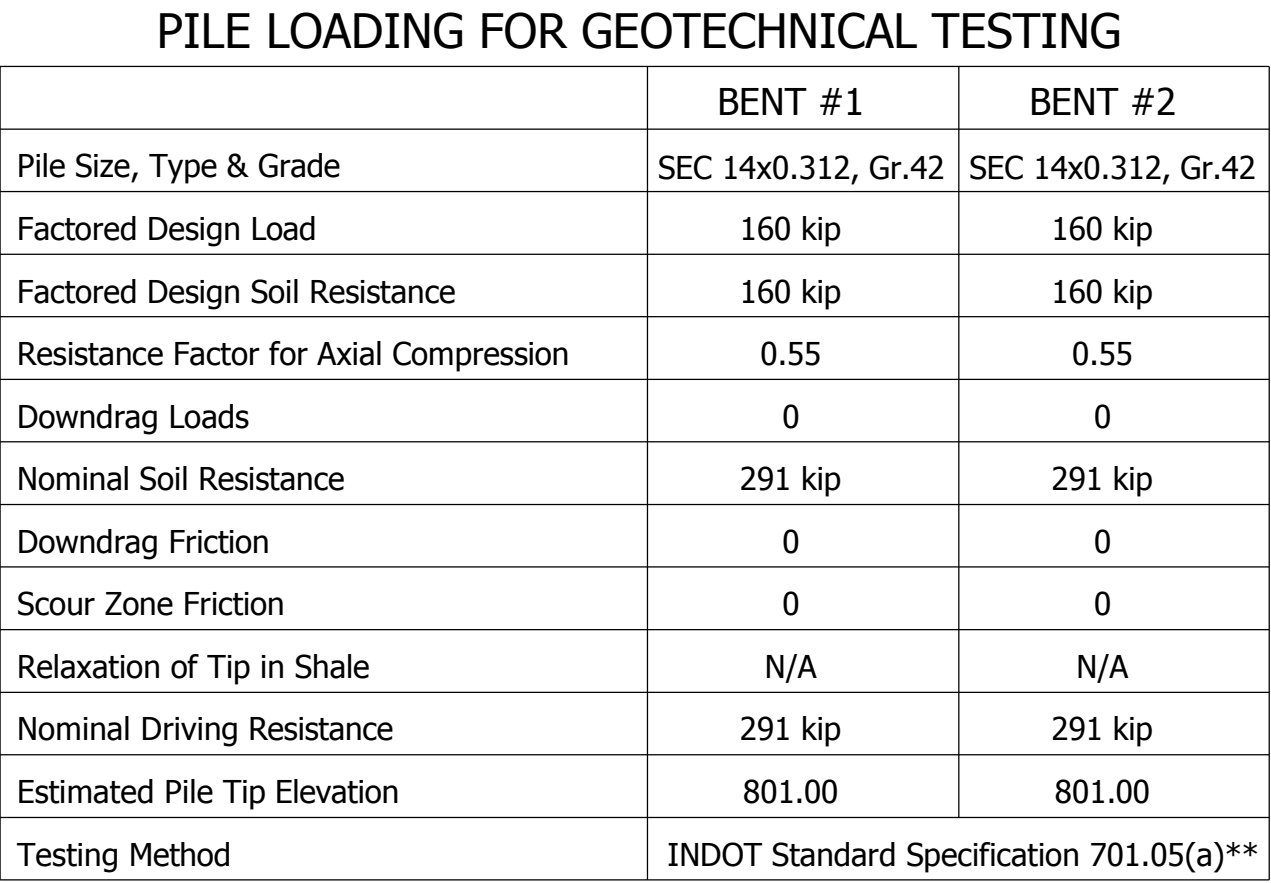 PILE LOADING FOR GEOTECHNICAL TESTING
BENT #1 BENT #2
Pile Size, Type & Grade SEC 14x0.312, Gr.42 SEC 14x0.312, Gr.42
Factored Design Load 160 kip 160 kip
Factored Design Soil Resistance 160 kip 160 kip
Resistance Factor for Axial Compression 0.55 0.55
Downdrag Loads 0 0
Nominal Soil Resistance 291 kip 291 kip
Downdrag Friction 0 0
Scour Zone Friction 0 0
Relaxation of Tip in Shale N/A N/A
Nominal Driving Resistance 291 kip 291 kip
Estimated Pile Tip Elevation 801.00 801.00
Testing Method INDOT Standard Specification 701.05(a)**